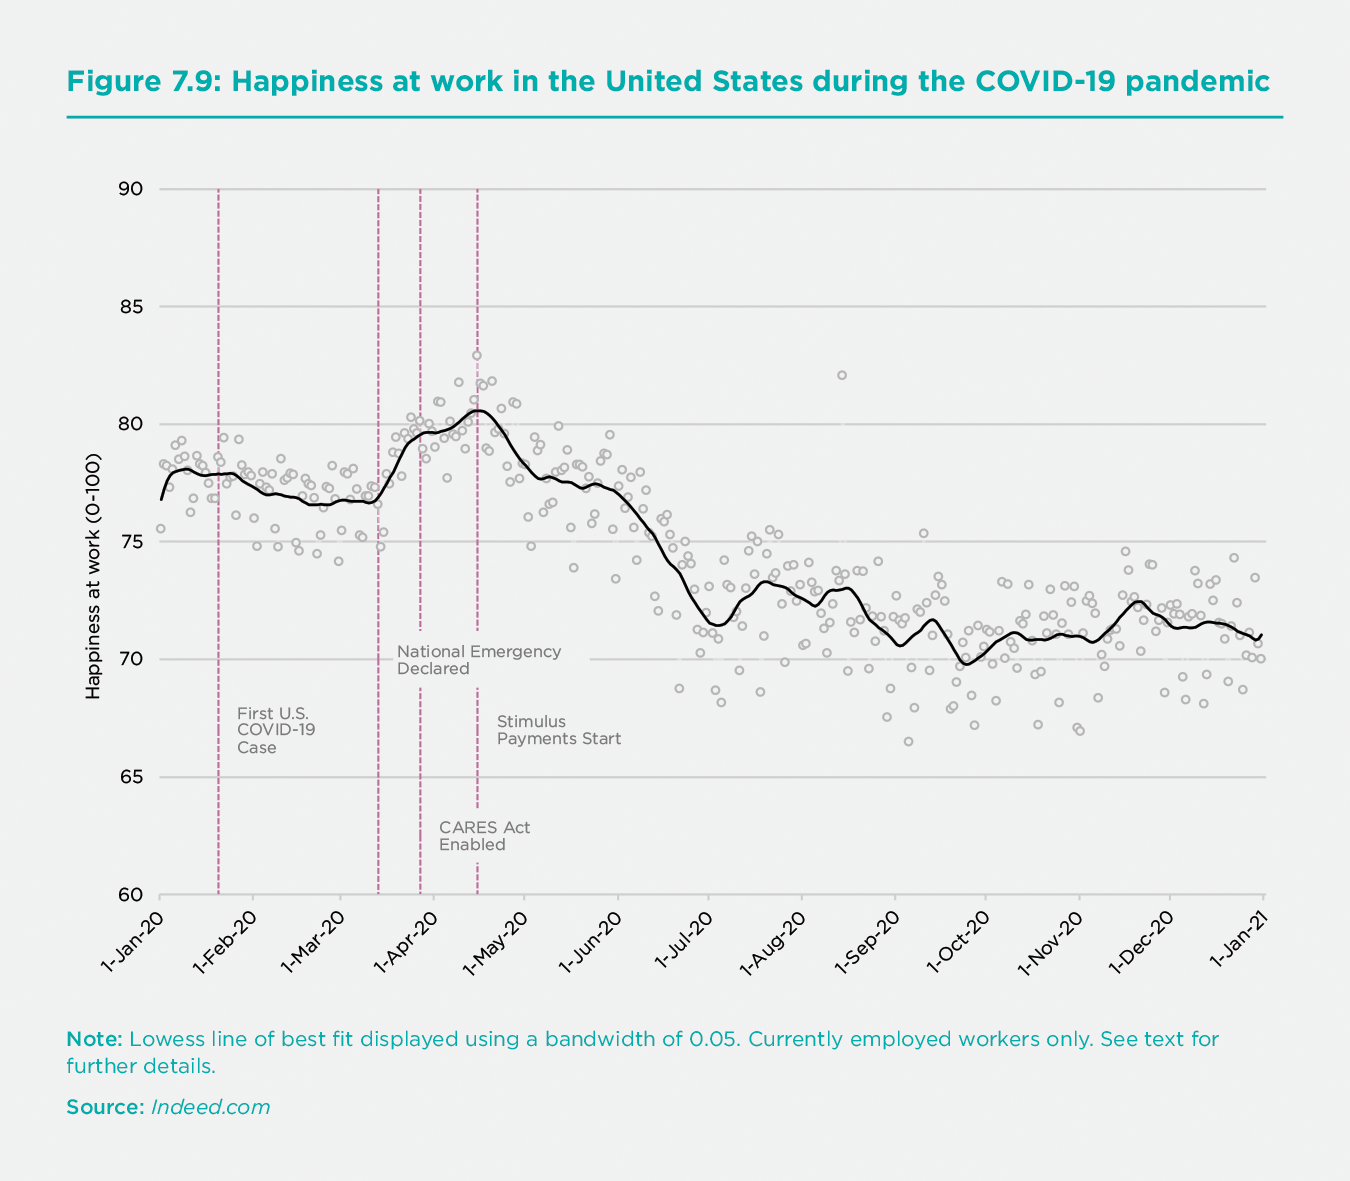 Figure 7.9: Happiness at work in the United States during the COVID-19 pandemic
Happiness at work (0-100)
90
85
80
75
70
65
60
National Emergency
Declared
First U.S.
COVID-19
Case
Stimulus
Payments Start
CARES Act
Enabled
1-Jan-20
1-Feb-20
1-Mar-20
1-Apr-20
1-May-20
1-Jun-20
1-Jul-20
1-Aug-20
1-Sep-20
1-Oct-20
1-Nov-20
1-Dec-20
1-Jan-21
Note: Lowess line of best fit displayed using a bandwidth of 0.05. Currently employed workers only. See text for
further details.
Source: Indeed.com